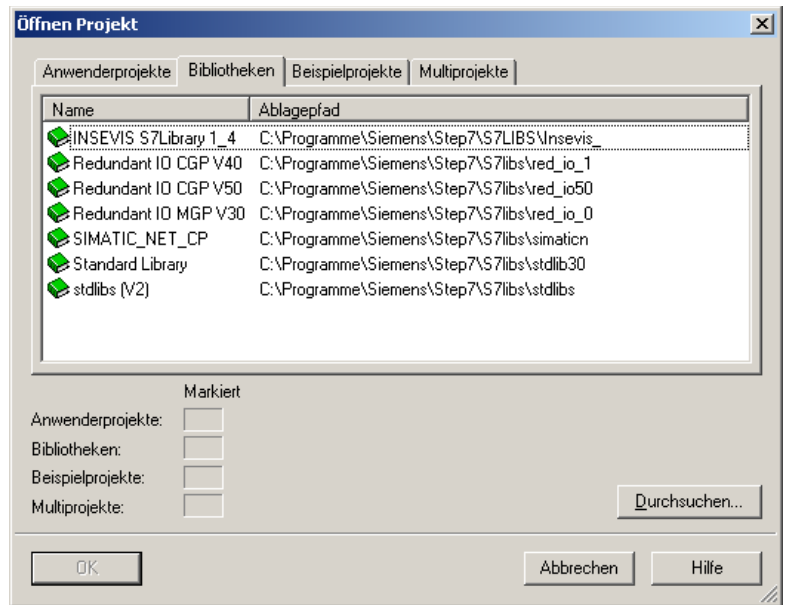 Öffnen Projekt
Anwenderprojekte Bibliotheken Beispielprojekte Multiprojekte
Name Ablagepfad
INSEVIS S7Library 1_4 C:\Programme\Siemens\Step7\S7LIBS\Insevis_
Redundant IO CGP V40 C:\Programme\Siemens\Step7\S7libs\red_io_1
Redundant IO CGP V50 C:\Programme\Siemens\Step7\S7libs\red_io50
Redundant IO MGP V30 C:\Programme\Siemens\Step7\S7libs\red_io_0
SIMATIC_NET_CP C:\Programme\Siemens\Step7\S7libs\simaticn
Standard Library C:\Programme\Siemens\Step7\S7libs\stdlib30
stdlibs (V2) C:\Programme\Siemens\Step7\S7libs\stdlibs
Markiert
Anwenderprojekte:
Bibliotheken:
Beispielprojekte:
Multiprojekte:
Durchsuchen...
OK Abbrechen Hilfe